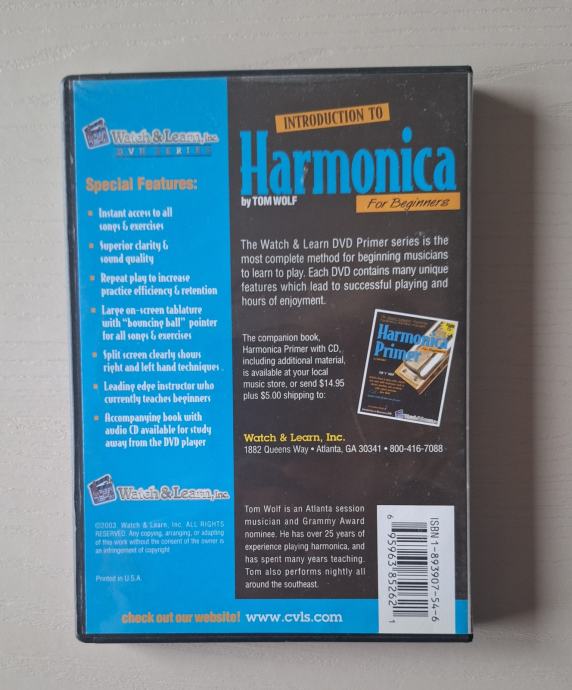 Watch & Learn, Inc.
DVD SERIES
Special Features:
Instant access to all
songs & exercises
Superior clarity &
sound quality
Repeat play to increase
practice efficiency & retention
Large on-screen tablature
with "bouncing ball" pointer
for all songs & exercises
Split screen clearly shows
right and left hand techniques.
Leading edge instructor who
currently teaches beginners
Accompanying book with
audio CD available for study
away from the DVD player
Watch & Learn, Inc.
©2003 Watch & Learn, Inc. ALL RIGHTS
RESERVED. Any copying, arranging, or adapting
of this work without the consent of the owner is
an infringement of copyright
Printed in U.S.A.
INTRODUCTION TO
Harmonica
by TOM WOLF
For Beginners
The Watch & Learn DVD Primer series is the
most complete method for beginning musicians
to learn to play. Each DVD contains many unique
features which lead to successful playing and
hours of enjoyment.
The companion book,
Harmonica Primer with CD,
including additional material,
is available at your local
music store, or send $14.95
plus $5.00 shipping to:
Harmonica
Primer
Watch & Learn, Inc.
1882 Queens Way • Atlanta, GA 30341 • 800-416-7088
Tom Wolf is an Atlanta session
musician and Grammy Award
nominee. He has over 25 years of
experience playing harmonica, and
has spent many years teaching.
Tom also performs nightly all
around the southeast.
ISBN 1-893907-54-6
6 95963 85262 1
check out our website! www.cvls.com